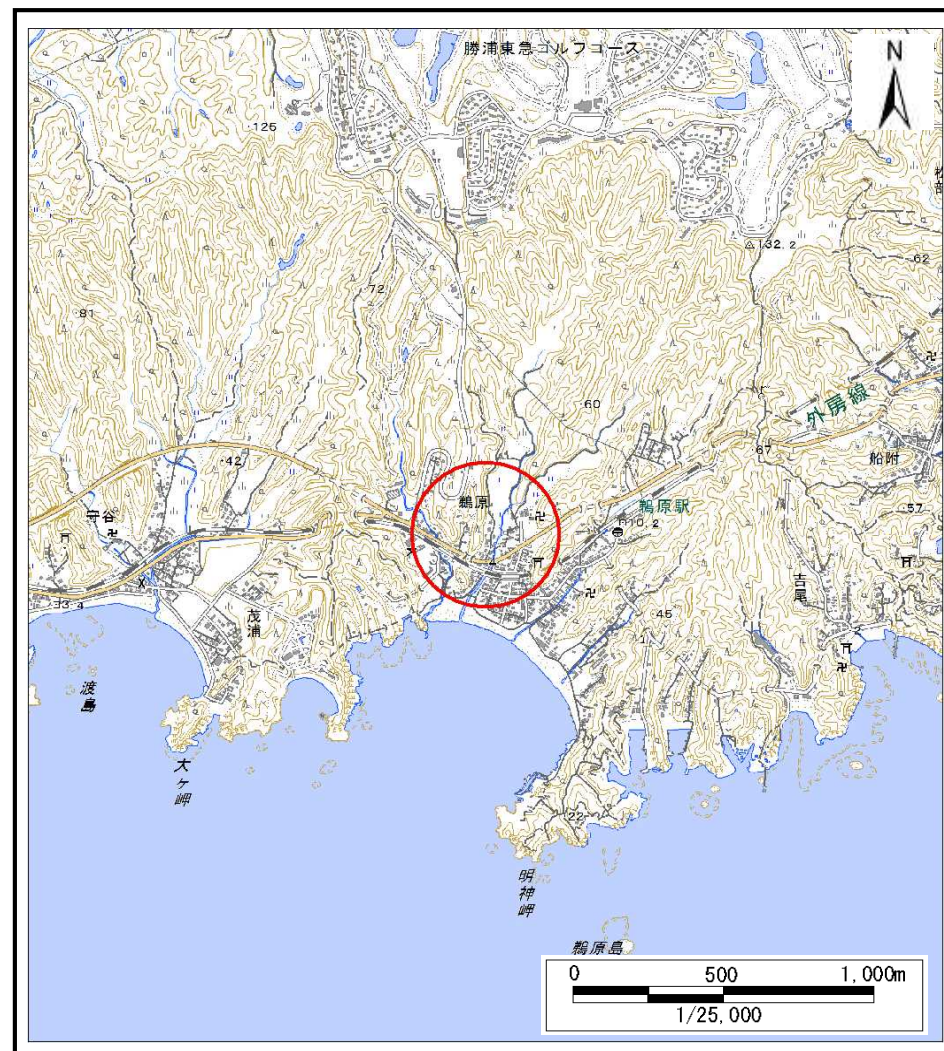 勝浦東急ゴルフコース
N
125
132.2
62
72
81
外房線
60
67
船附
42
鵜原
鵜原駅
守谷
10.2
57
吉尾
3.4
茂浦
45
渡島
大ヶ岬
22
明神岬
鵜原島
0 500 1,000m
1/25,000